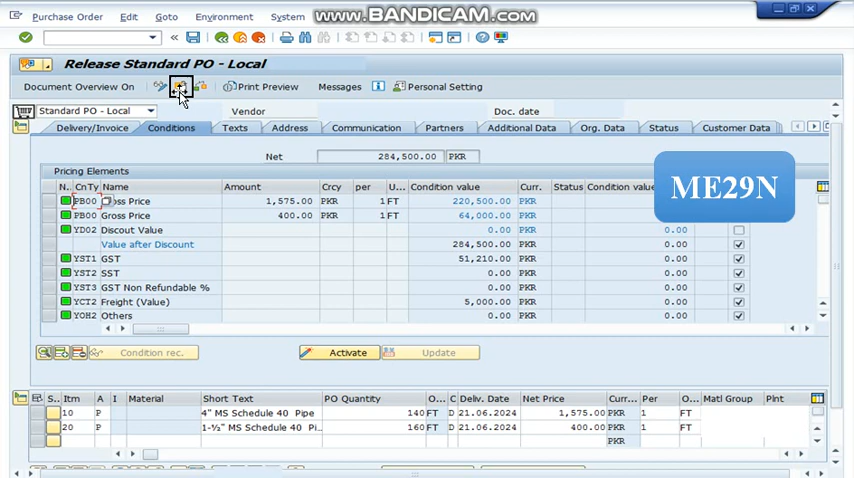 Purchase Order Edit Goto Environment System
www.BANDICAM.com
Release Standard PO - Local
Document Overview On Print Preview Messages Personal Setting
Standard PO - Local Vendor Doc. date
Delivery/Invoice Conditions Texts Address Communication Partners Additional Data Org. Data Status Customer Data
Net 284,500.00 PKR
Pricing Elements
ME29N
N.. CnTy Name Amount Crcy per U... Condition value Curr. Status Condition value
PB00 Gross Price 1,575.00 PKR 1 FT 220,500.00 PKR
PB00 Gross Price 400.00 PKR 1 FT 64,000.00 PKR
YD02 Discout Value 0.00 PKR 0.00
Value after Discount 284,500.00 PKR 0.00
YST1 GST 51,210.00 PKR 0.00
YST2 SST 0.00 PKR 0.00
YST3 GST Non Refundable % 0.00 PKR 0.00
YCT2 Freight (Value) 5,000.00 PKR 0.00
YOH2 Others 0.00 PKR 0.00
Condition rec. Activate Update
S.. Itm A I Material Short Text PO Quantity O... C Deliv. Date Net Price Curr... Per O... Matl Group Plnt
10 P 4" MS Schedule 40 Pipe 140 FT D 21.06.2024 1,575.00 PKR 1 FT
20 P 1-½" MS Schedule 40 Pi... 160 FT D 21.06.2024 400.00 PKR 1 FT
PKR